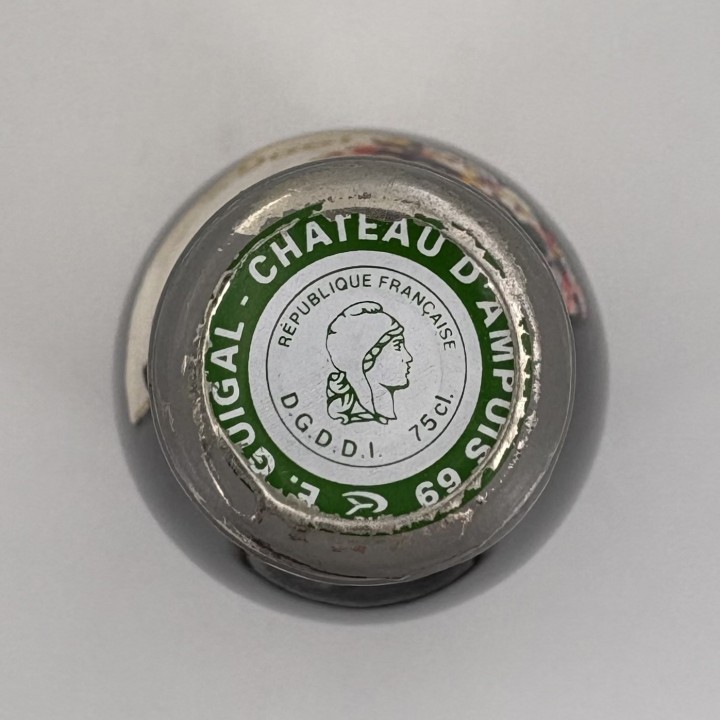 E. GUIGAL - CHATEAU D'AMPUIS 69
RÉPUBLIQUE FRANÇAISE
D.G.D.D.I. 75cl.